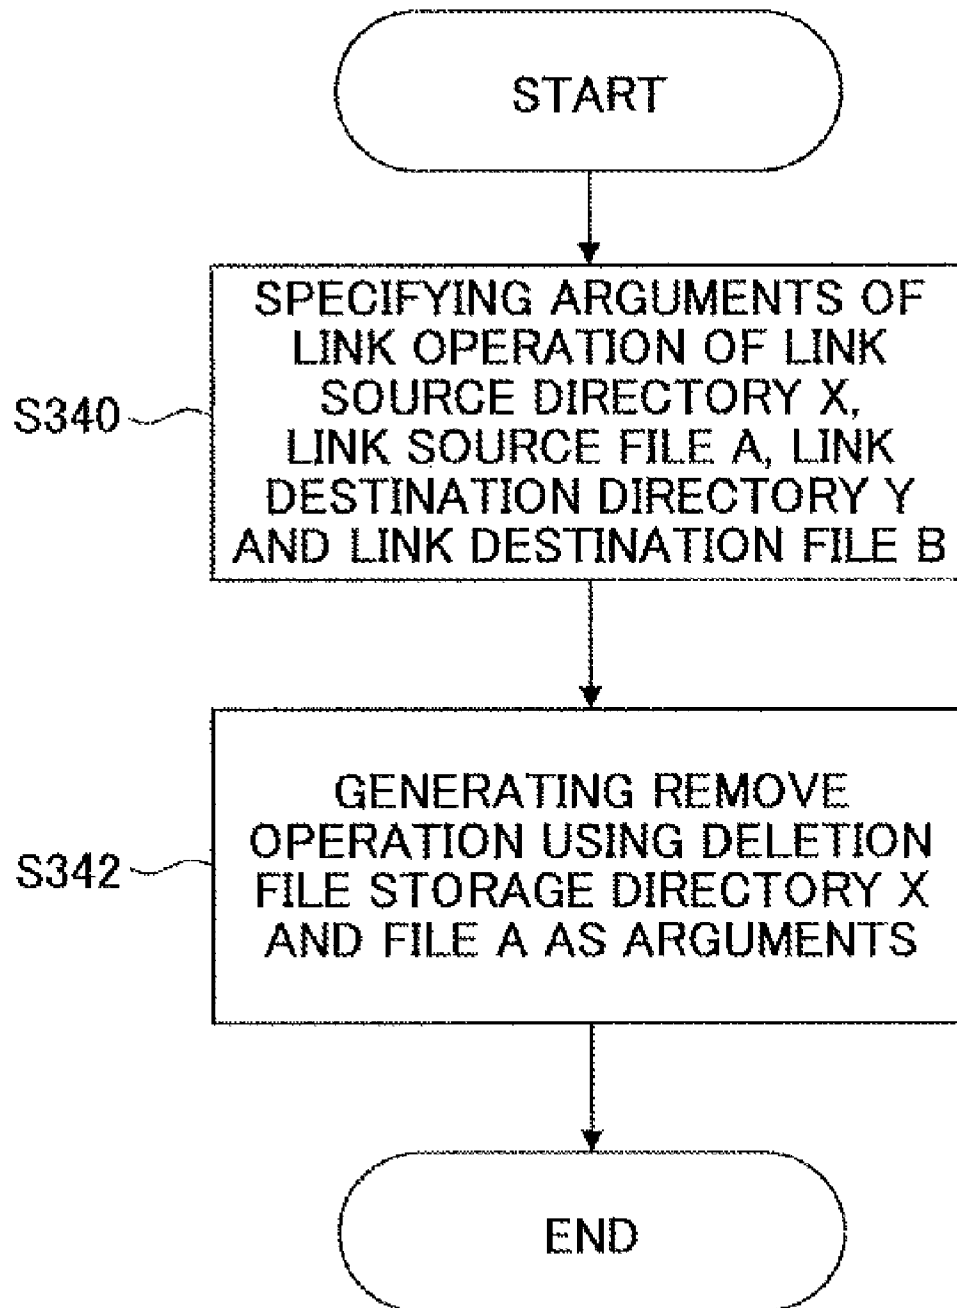 START
SPECIFYING ARGUMENTS OF
LINK OPERATION OF LINK
SOURCE DIRECTORY X,
LINK SOURCE FILE A, LINK
DESTINATION DIRECTORY Y
AND LINK DESTINATION FILE B
S340
GENERATING REMOVE
OPERATION USING DELETION
FILE STORAGE DIRECTORY X
AND FILE A AS ARGUMENTS
S342
END